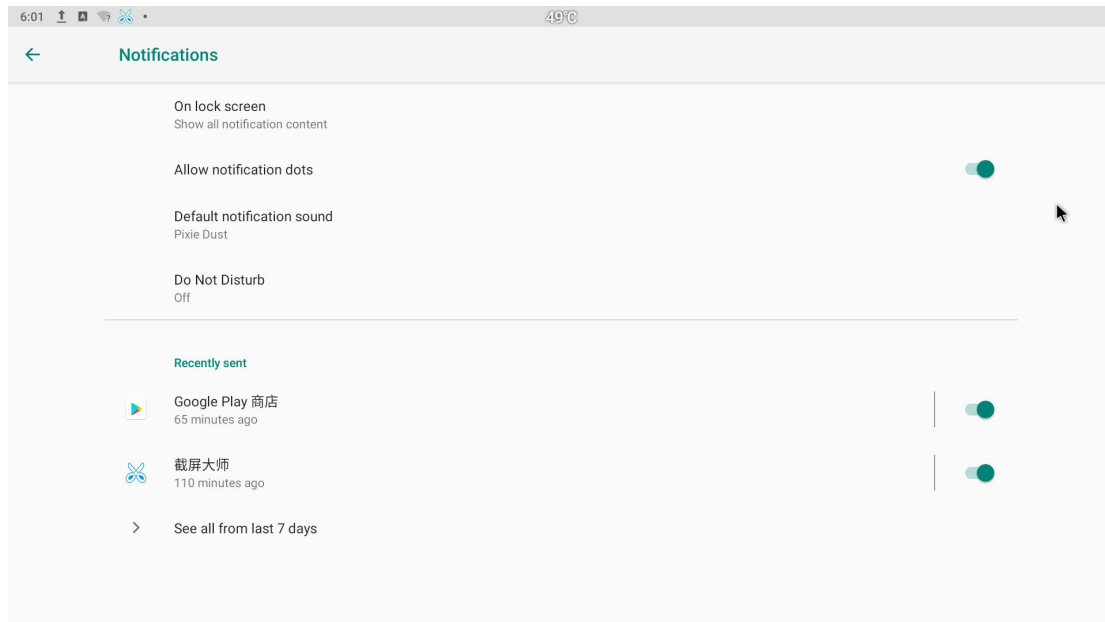 6:01
49°C
Notifications
On lock screen
Show all notification content
Allow notification dots
Default notification sound
Pixie Dust
Do Not Disturb
Off
Recently sent
Google Play 商店
65 minutes ago
截屏大师
110 minutes ago
See all from last 7 days